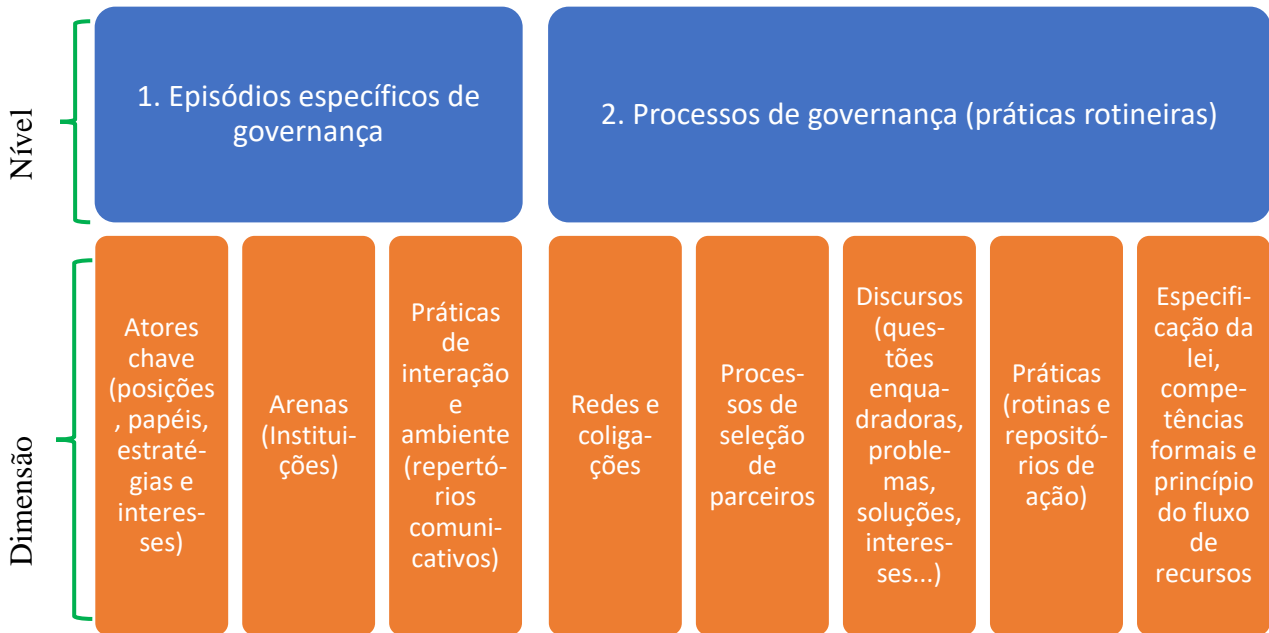 Nível
1. Episódios específicos de
governança
2. Processos de governança (práticas rotineiras)
Dimensão
Atores
chave
(posições
, papéis,
estraté-
gias e
interes-
ses)
Arenas
(Institui-
ções)
Práticas
de
interação
e
ambiente
(repertó-
rios
comuni-
cativos)
Redes e
coliga-
ções
Proces-
sos de
seleção
de
parceiros
Discursos
(ques-
tões
enqua-
dradoras,
proble-
mas,
soluções,
interes-
ses...)
Práticas
(rotinas e
repositó-
rios de
ação)
Especifi-
cação da
lei,
compe-
tências
formais e
princípio
do fluxo
de
recursos